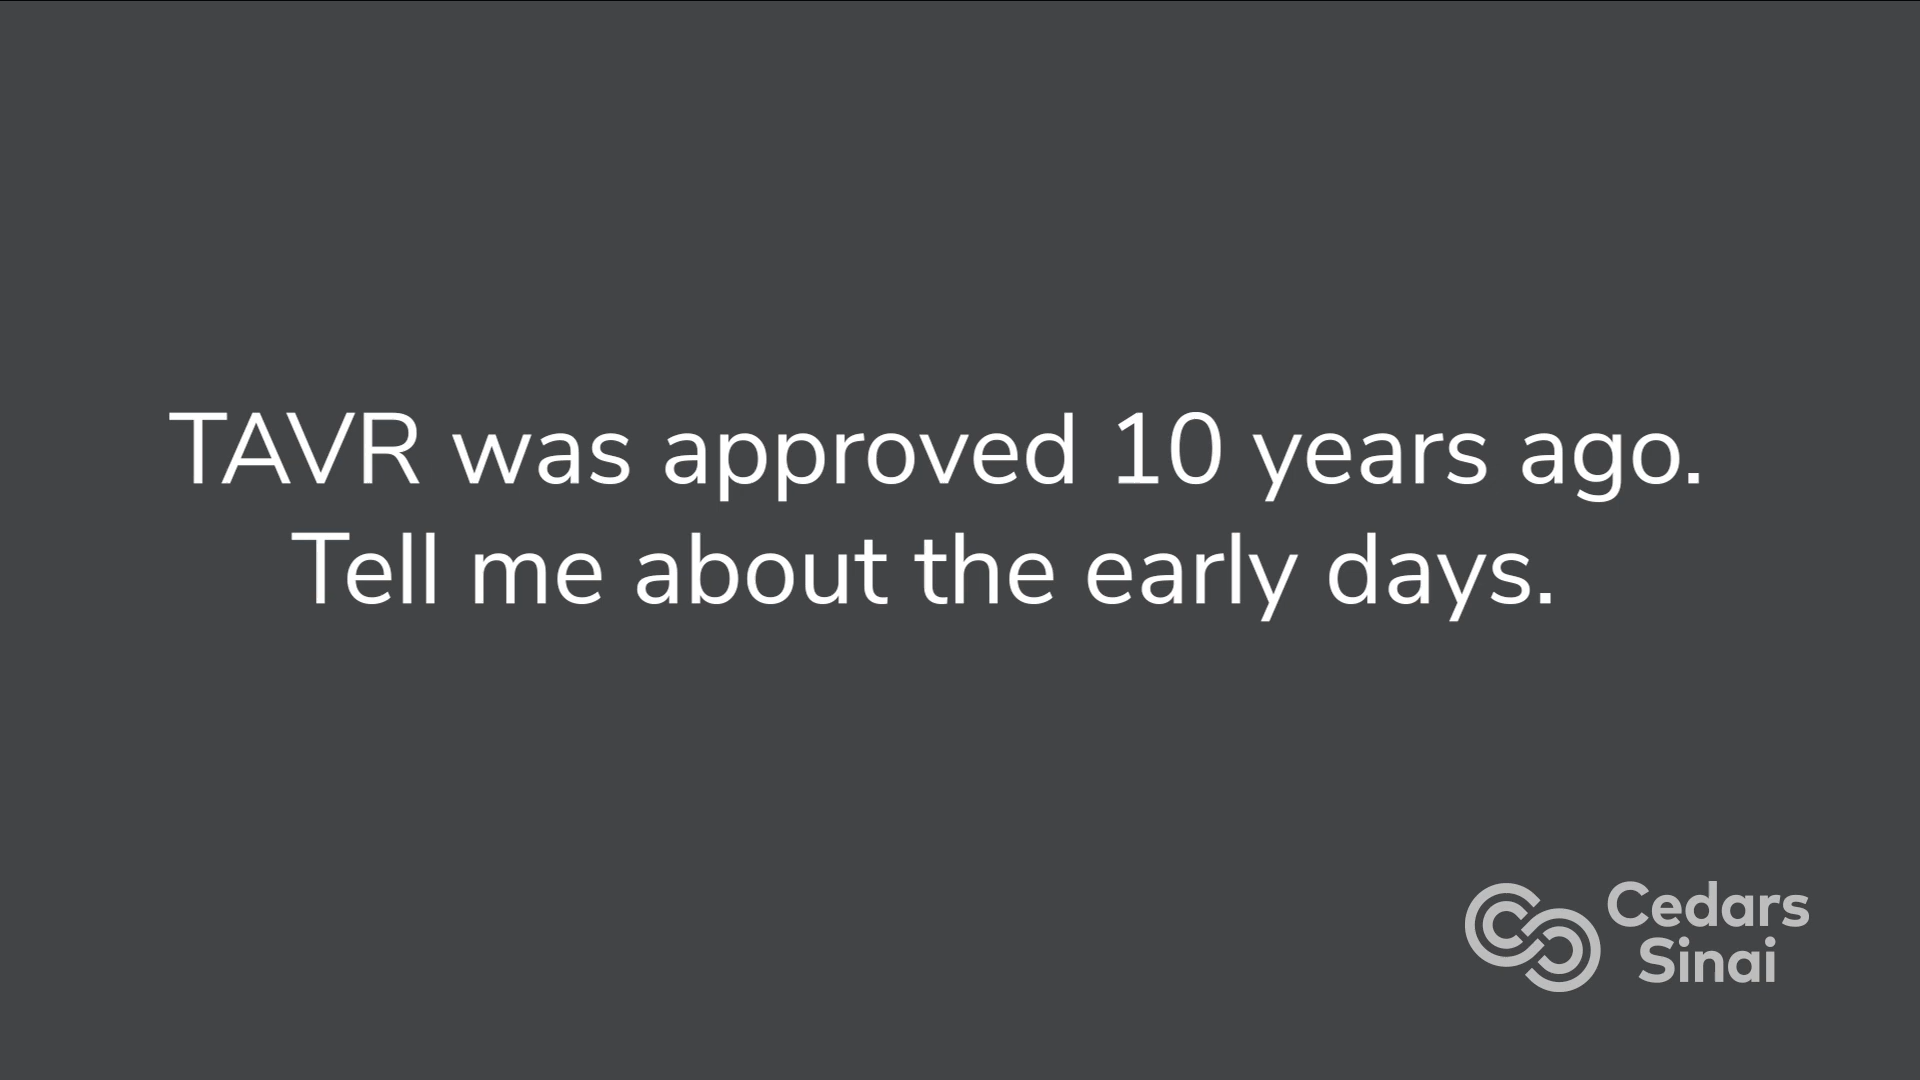 TAVR was approved 10 years ago.
Tell me about the early days.
Cedars
Sinai